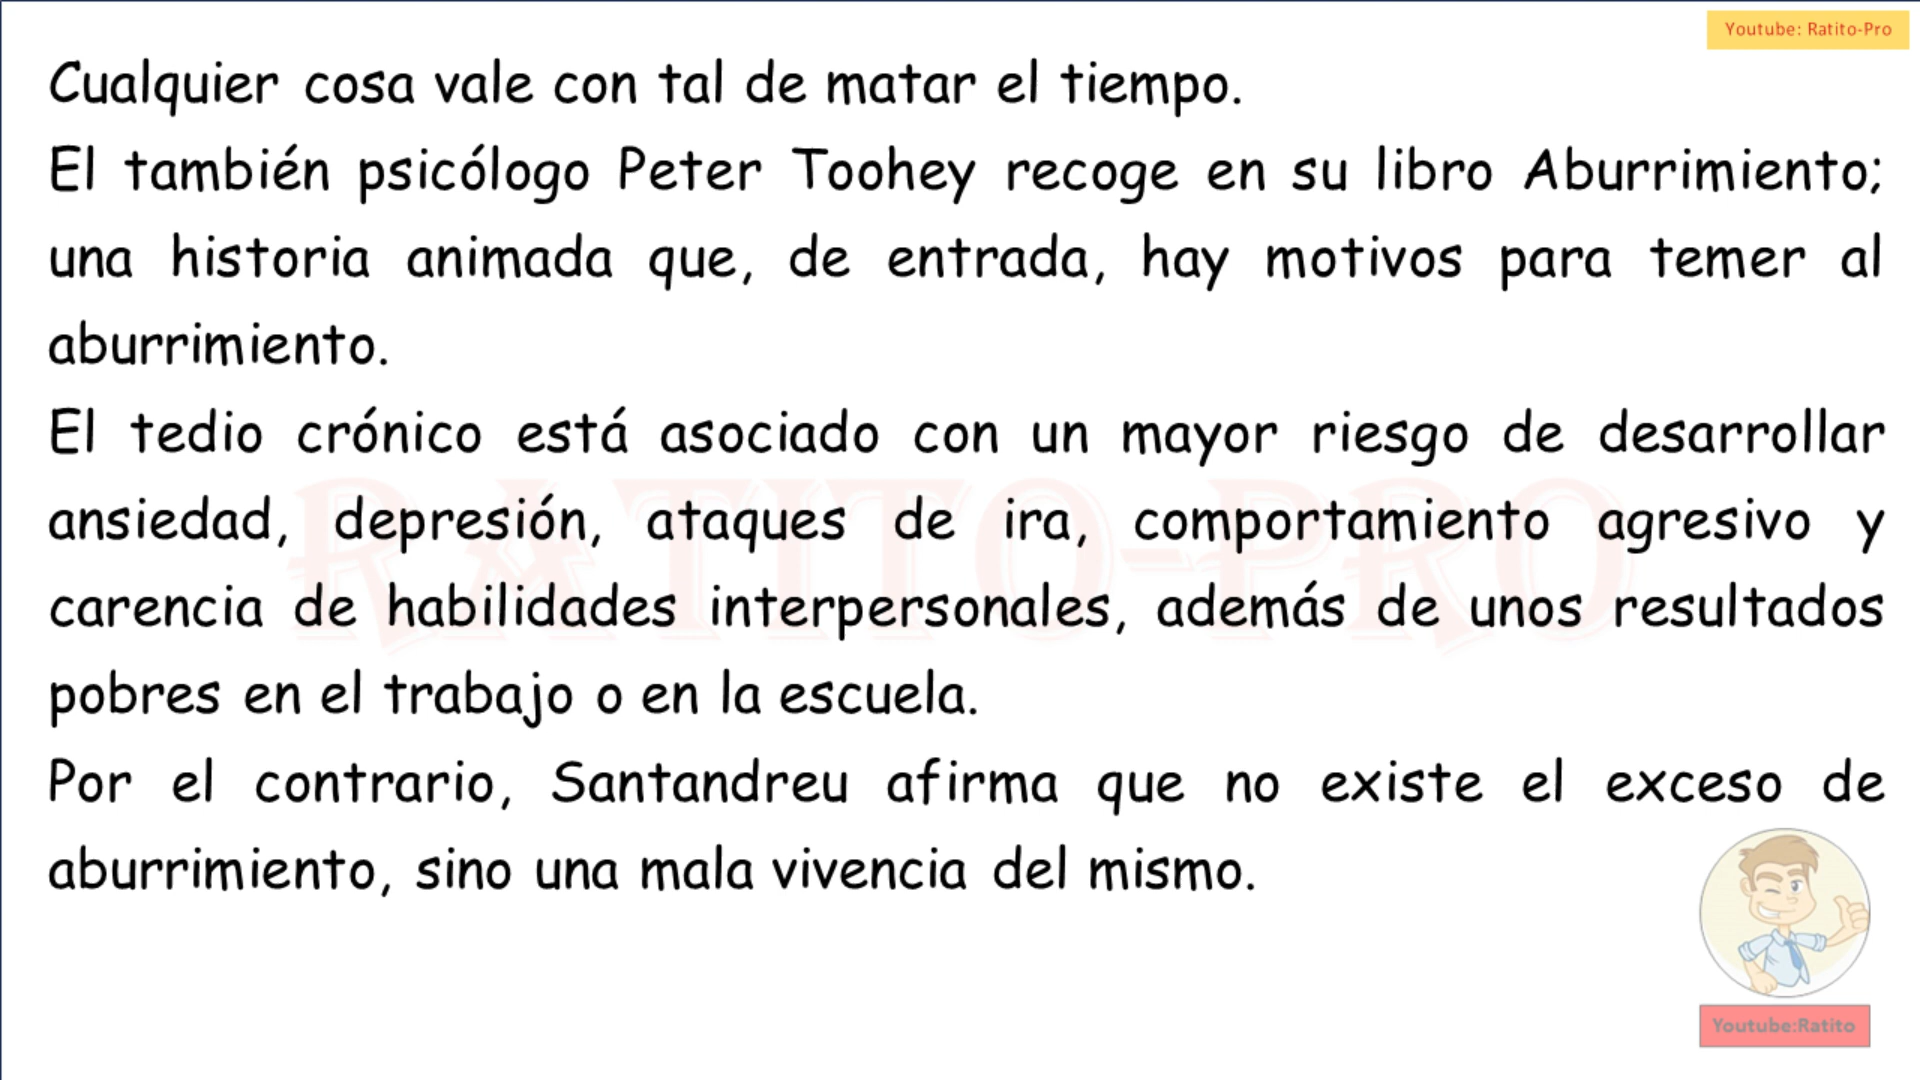 Youtube: Ratito-Pro
Cualquier cosa vale con tal de matar el tiempo.
El también psicólogo Peter Toohey recoge en su libro Aburrimiento;
una historia animada que, de entrada, hay motivos para temer al
aburrimiento.
El tedio crónico está asociado con un mayor riesgo de desarrollar
ansiedad, depresión, ataques de ira, comportamiento agresivo y
carencia de habilidades interpersonales, además de unos resultados
pobres en el trabajo o en la escuela.
Por el contrario, Santandreu afirma que no existe el exceso de
aburrimiento, sino una mala vivencia del mismo.
RATITO-PRO
Youtube:Ratito